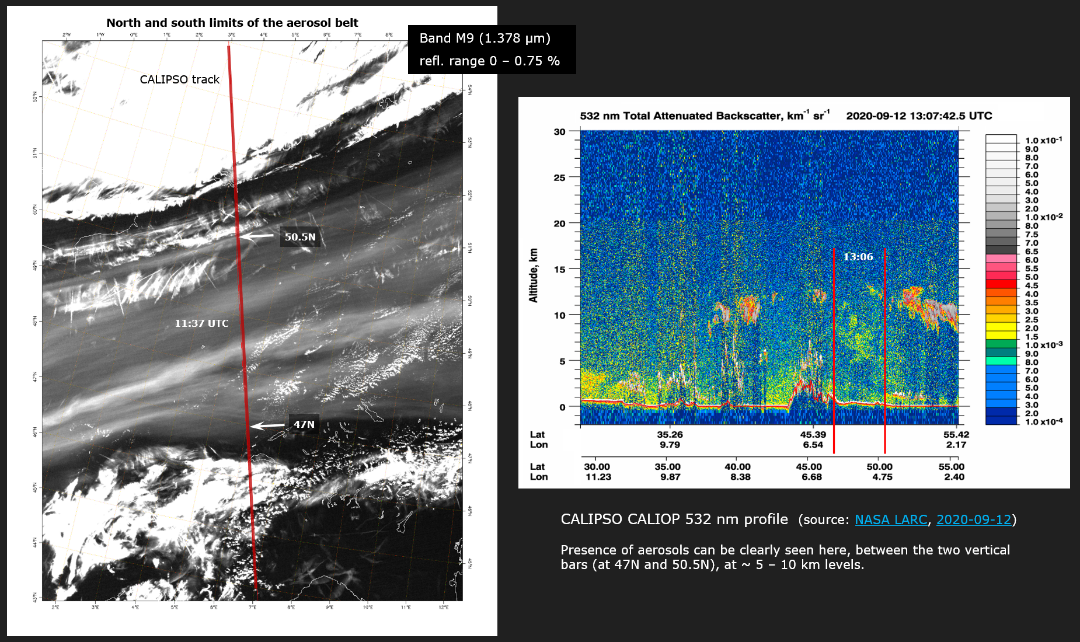 North and south limits of the aerosol belt
Band M9 (1.378 µm)
refl. range 0 – 0.75 %
CALIPSO track
50.5N
11:37 UTC
47N
532 nm Total Attenuated Backscatter, km⁻¹ sr⁻¹ 2020-09-12 13:07:42.5 UTC
Altitude, km
30
25
20
15
10
5
0
13:06
Lat 35.26 45.39 55.42
Lon 9.79 6.54 2.17
Lat 30.00 35.00 40.00 45.00 50.00 55.00
Lon 11.23 9.87 8.38 6.68 4.75 2.40
1.0 x10⁻¹
9.0
8.0
7.0
6.0
5.0
4.0
3.0
2.0
1.0 x10⁻²
8.0
7.5
7.0
6.5
6.0
5.5
5.0
4.5
4.0
3.5
3.0
2.5
2.0
1.5
1.0 x10⁻³
9.0
8.0
7.0
6.0
5.0
4.0
3.0
2.0
1.0 x10⁻⁴
CALIPSO CALIOP 532 nm profile (source: NASA LARC, 2020-09-12)
Presence of aerosols can be clearly seen here, between the two vertical
bars (at 47N and 50.5N), at ~ 5 – 10 km levels.